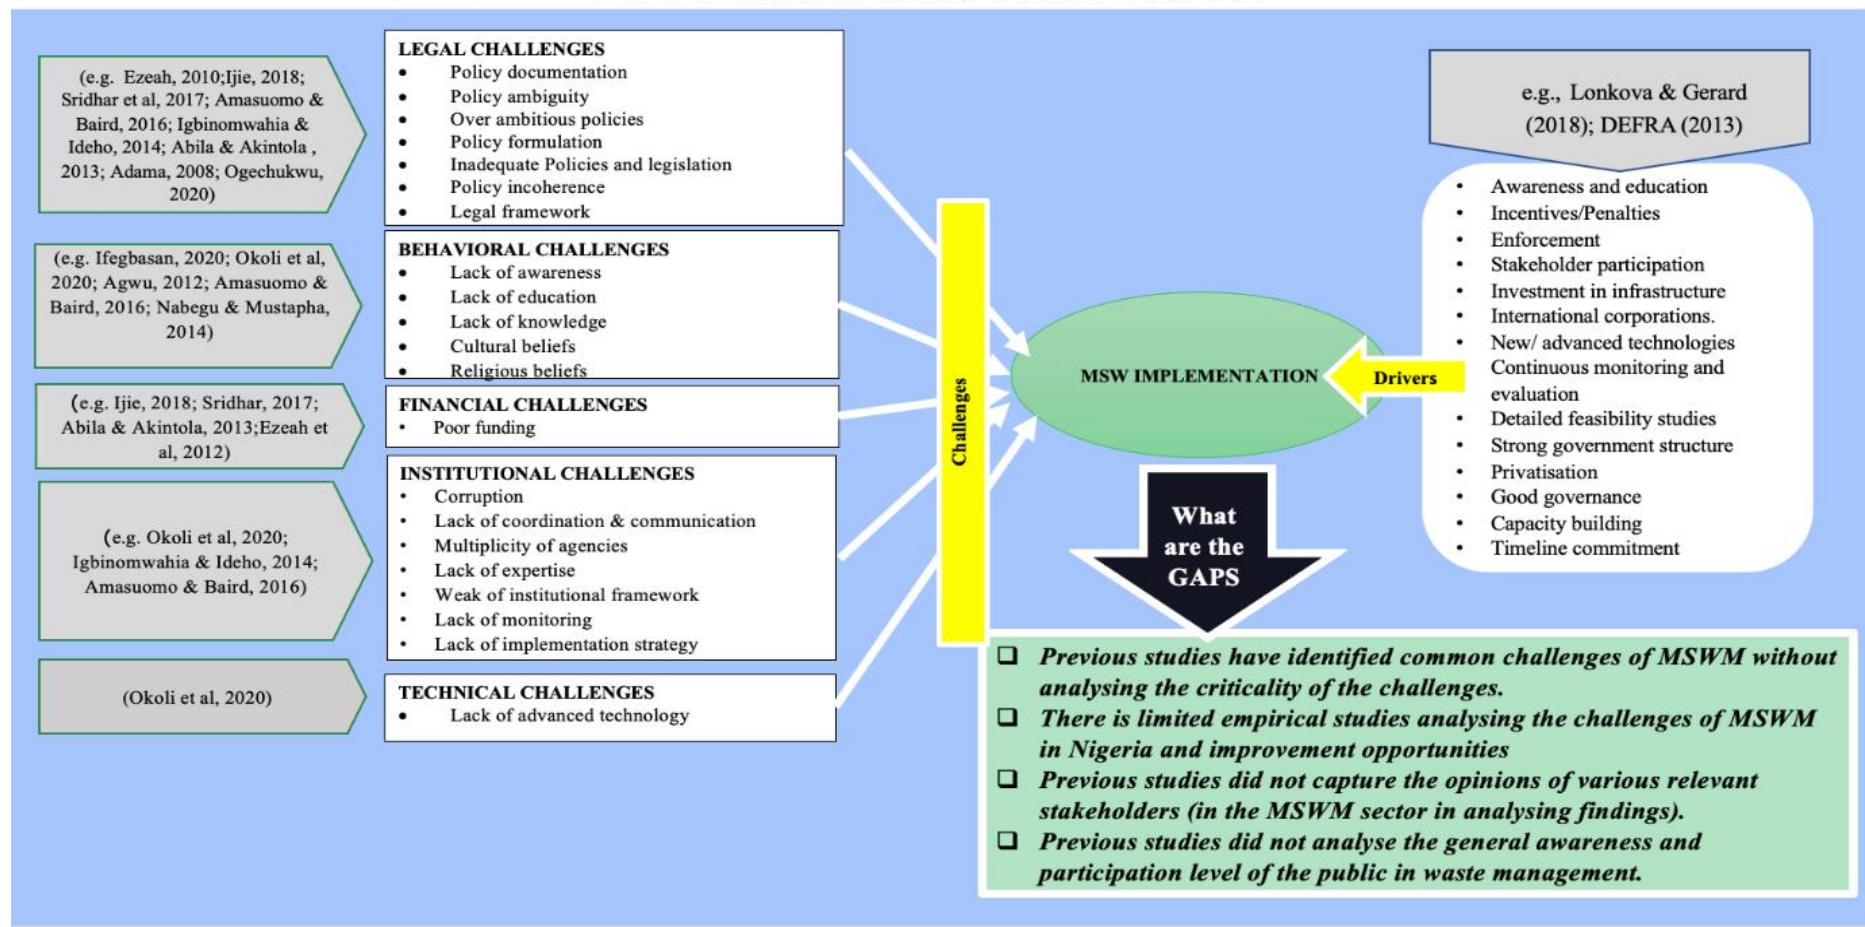 (e.g. Ezeah, 2010;Ijie, 2018;
Sridhar et al, 2017; Amasuomo &
Baird, 2016; Igbinomwahia &
Ideho, 2014; Abila & Akintola ,
2013; Adama, 2008; Ogechukwu,
2020)
LEGAL CHALLENGES
• Policy documentation
• Policy ambiguity
• Over ambitious policies
• Policy formulation
• Inadequate Policies and legislation
• Policy incoherence
• Legal framework
(e.g. Ifegbasan, 2020; Okoli et al,
2020; Agwu, 2012; Amasuomo &
Baird, 2016; Nabegu & Mustapha,
2014)
BEHAVIORAL CHALLENGES
• Lack of awareness
• Lack of education
• Lack of knowledge
• Cultural beliefs
• Religious beliefs
(e.g. Ijie, 2018; Sridhar, 2017;
Abila & Akintola, 2013;Ezeah et
al, 2012)
FINANCIAL CHALLENGES
• Poor funding
(e.g. Okoli et al, 2020;
Igbinomwahia & Ideho, 2014;
Amasuomo & Baird, 2016)
INSTITUTIONAL CHALLENGES
• Corruption
• Lack of coordination & communication
• Multiplicity of agencies
• Lack of expertise
• Weak of institutional framework
• Lack of monitoring
• Lack of implementation strategy
(Okoli et al, 2020)
TECHNICAL CHALLENGES
• Lack of advanced technology
Challenges
MSW IMPLEMENTATION
Drivers
e.g., Lonkova & Gerard
(2018); DEFRA (2013)
• Awareness and education
• Incentives/Penalties
• Enforcement
• Stakeholder participation
• Investment in infrastructure
• International corporations.
• New/ advanced technologies
• Continuous monitoring and
evaluation
• Detailed feasibility studies
• Strong government structure
• Privatisation
• Good governance
• Capacity building
• Timeline commitment
What
are the
GAPS
❑ Previous studies have identified common challenges of MSWM without
analysing the criticality of the challenges.
❑ There is limited empirical studies analysing the challenges of MSWM
in Nigeria and improvement opportunities
❑ Previous studies did not capture the opinions of various relevant
stakeholders (in the MSWM sector in analysing findings).
❑ Previous studies did not analyse the general awareness and
participation level of the public in waste management.